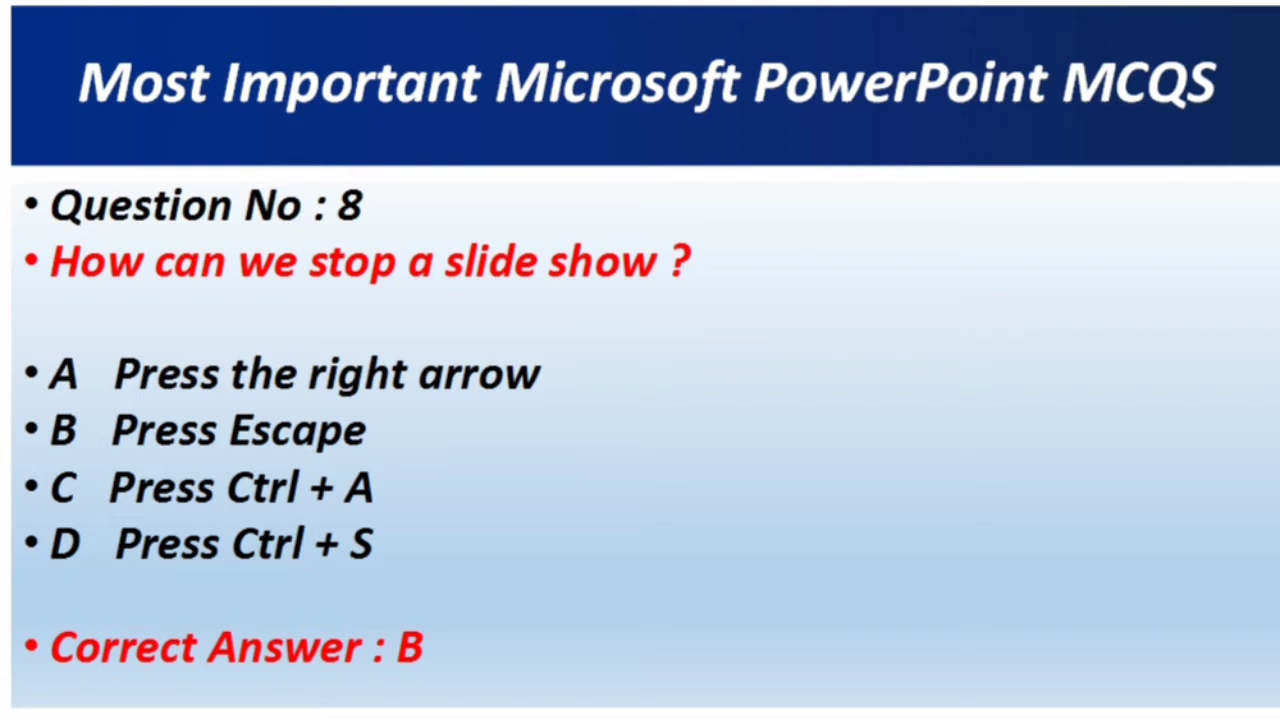 Most Important Microsoft PowerPoint MCQS
• Question No : 8
• How can we stop a slide show ?
• A Press the right arrow
• B Press Escape
• C Press Ctrl + A
• D Press Ctrl + S
• Correct Answer : B